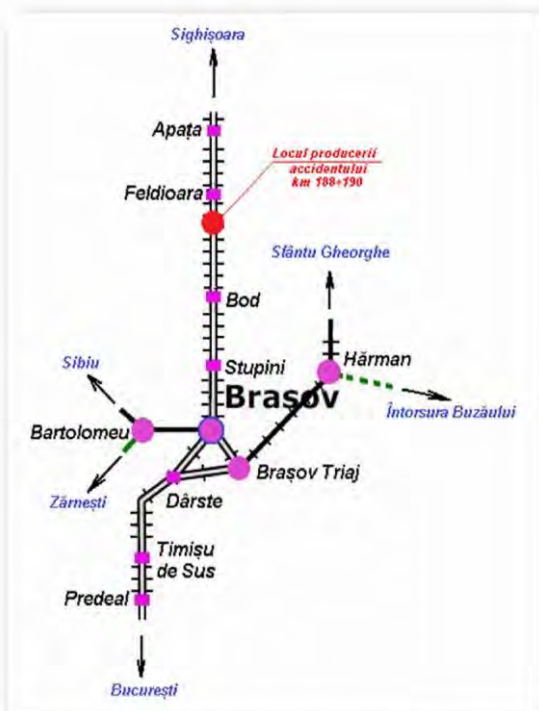 Sighișoara
Apața
Locul producerii
accidentului
km 188+190
Feldioara
Sfântu Gheorghe
Bod
Sibiu
Stupini
Hărman
Brașov
Bartolomeu
Întorsura Buzăului
Brașov Triaj
Zărnești
Dârste
Timișu
de Sus
Predeal
București